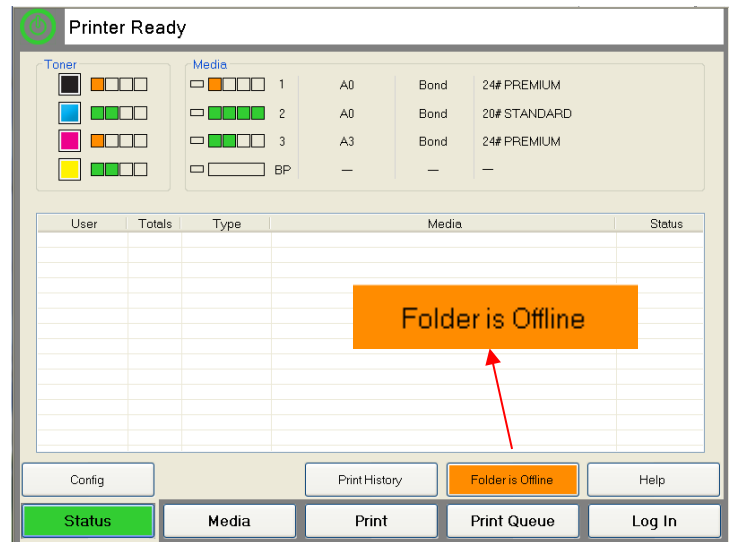 Printer Ready
Toner
Media
1 A0 Bond 24# PREMIUM
2 A0 Bond 20# STANDARD
3 A3 Bond 24# PREMIUM
BP — — —
User Totals Type Media Status
Folder is Offline
Config Print History Folder is Offline Help
Status Media Print Print Queue Log In